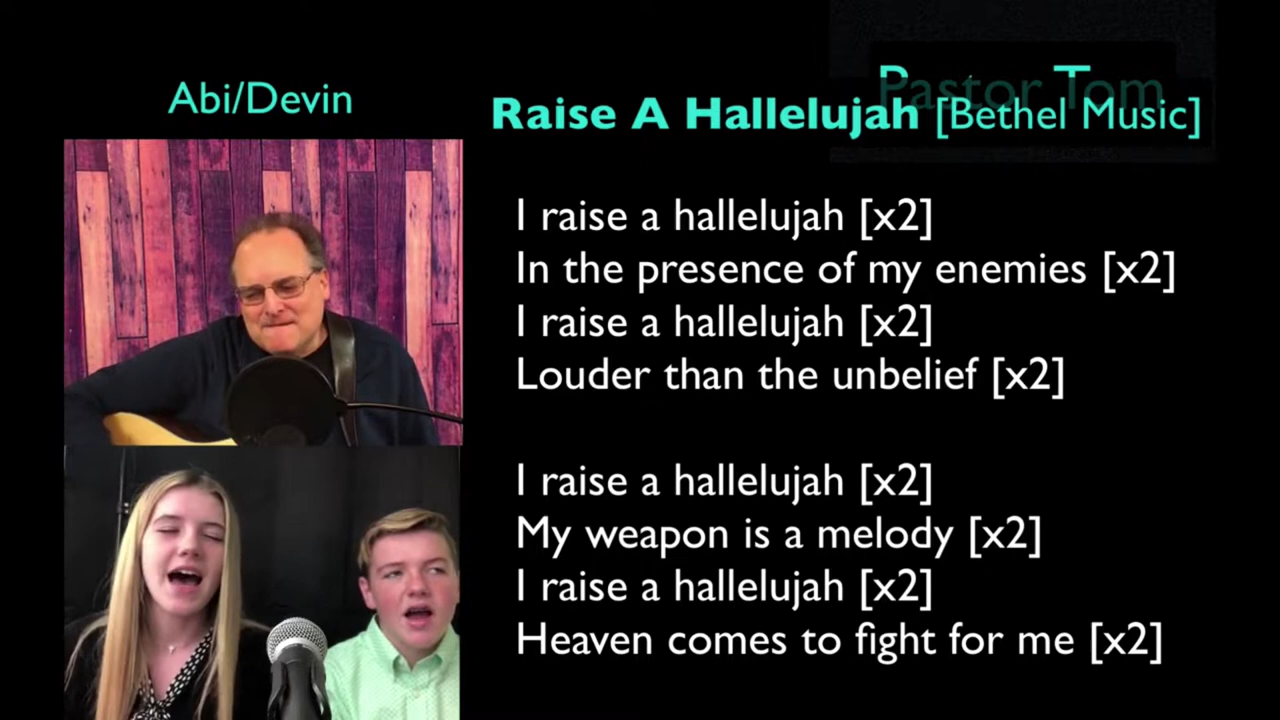 Abi/Devin
Pastor Tom
Raise A Hallelujah [Bethel Music]
I raise a hallelujah [x2]
In the presence of my enemies [x2]
I raise a hallelujah [x2]
Louder than the unbelief [x2]
I raise a hallelujah [x2]
My weapon is a melody [x2]
I raise a hallelujah [x2]
Heaven comes to fight for me [x2]